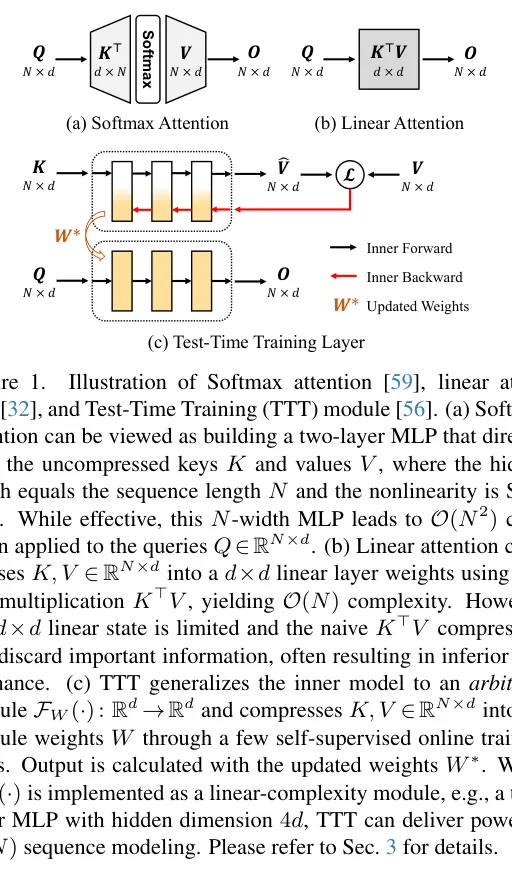 Q K⊤ Softmax V O Q K⊤V O
N × d d × N N × d N × d N × d d × d N × d
(a) Softmax Attention (b) Linear Attention
K V̂ ℒ V
N × d N × d N × d
W*
Q O
N × d N × d
Inner Forward
Inner Backward
W* Updated Weights
(c) Test-Time Training Layer
ure 1. Illustration of Softmax attention [59], linear at
[32], and Test-Time Training (TTT) module [56]. (a) Sof
ntion can be viewed as building a two-layer MLP that dire
the uncompressed keys K and values V, where the hid
h equals the sequence length N and the nonlinearity is S
. While effective, this N-width MLP leads to O(N²) c
n applied to the queries Q ∈ ℝ^{N×d}. (b) Linear attention c
ses K, V ∈ ℝ^{N×d} into a d×d linear layer weights using
multiplication K⊤V, yielding O(N) complexity. Howe
d×d linear state is limited and the naive K⊤V compres
discard important information, often resulting in inferior
mance. (c) TTT generalizes the inner model to an arbit
ule F_W(·): ℝ^d → ℝ^d and compresses K, V ∈ ℝ^{N×d} into
ule weights W through a few self-supervised online train
s. Output is calculated with the updated weights W*. W
(·) is implemented as a linear-complexity module, e.g., a t
r MLP with hidden dimension 4d, TTT can deliver powe
N) sequence modeling. Please refer to Sec. 3 for details.